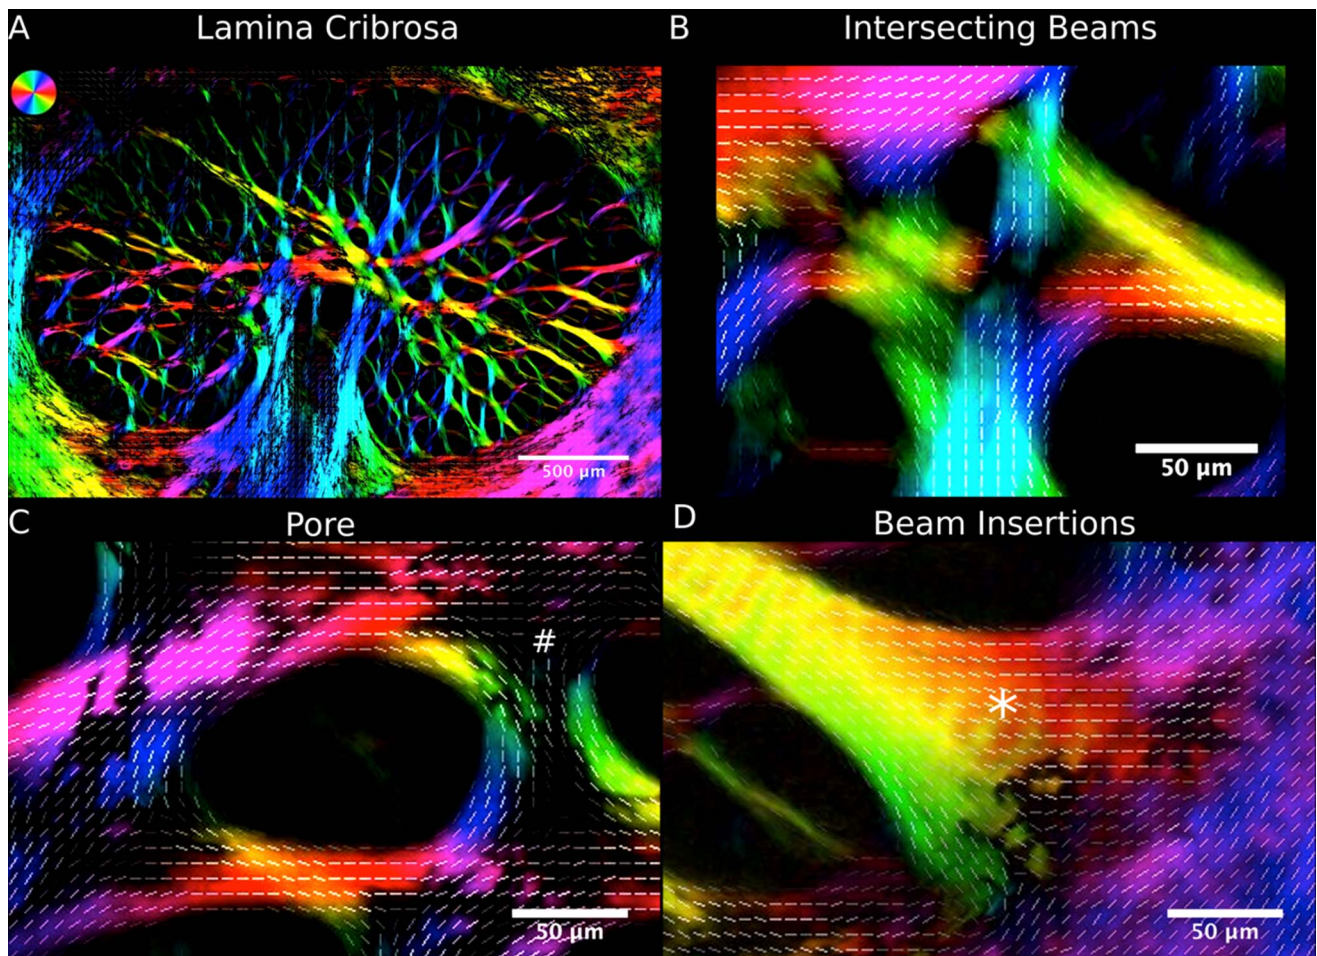 A
Lamina Cribrosa
500 µm
B
Intersecting Beams
50 µm
C
Pore
#
50 µm
D
Beam Insertions
*
50 µm